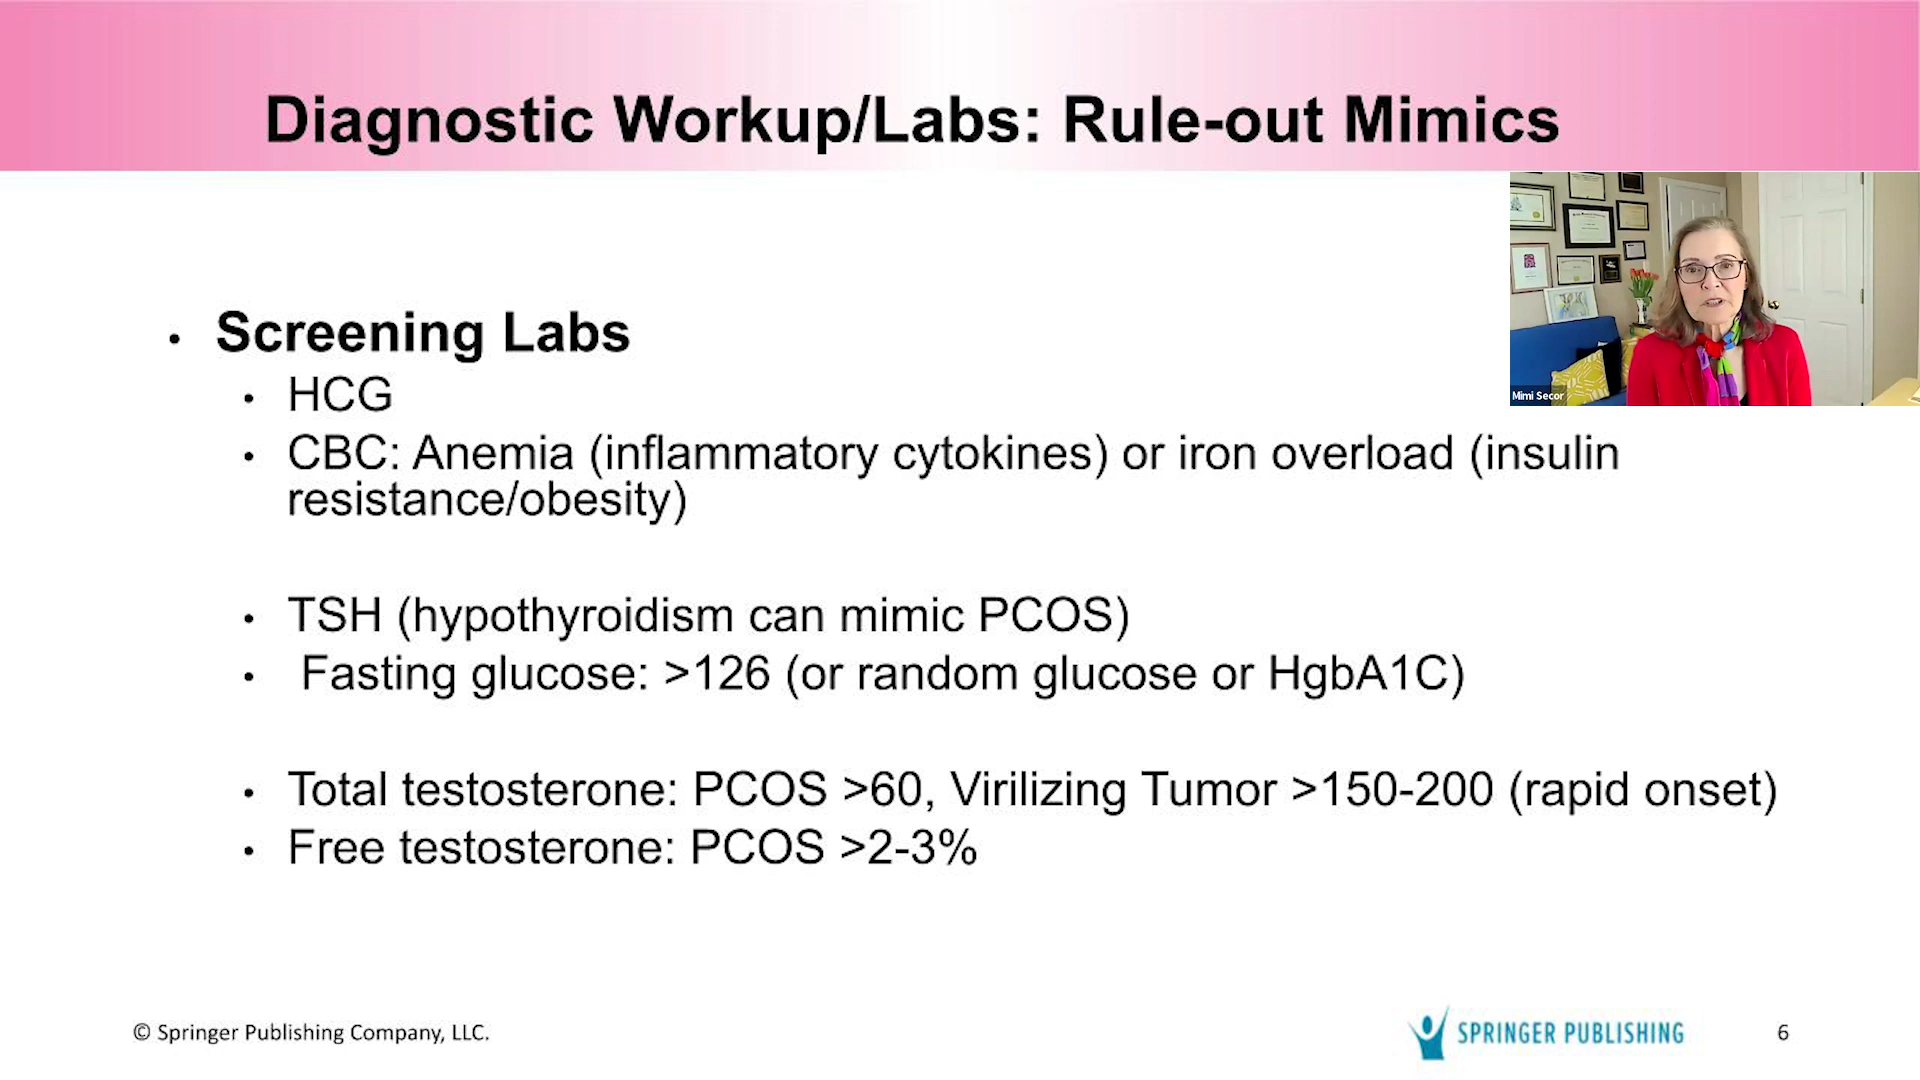 Diagnostic Workup/Labs: Rule-out Mimics
Mimi Secor
• Screening Labs
• HCG
• CBC: Anemia (inflammatory cytokines) or iron overload (insulin
resistance/obesity)
• TSH (hypothyroidism can mimic PCOS)
• Fasting glucose: >126 (or random glucose or HgbA1C)
• Total testosterone: PCOS >60, Virilizing Tumor >150-200 (rapid onset)
• Free testosterone: PCOS >2-3%
© Springer Publishing Company, LLC.
SPRINGER PUBLISHING
6